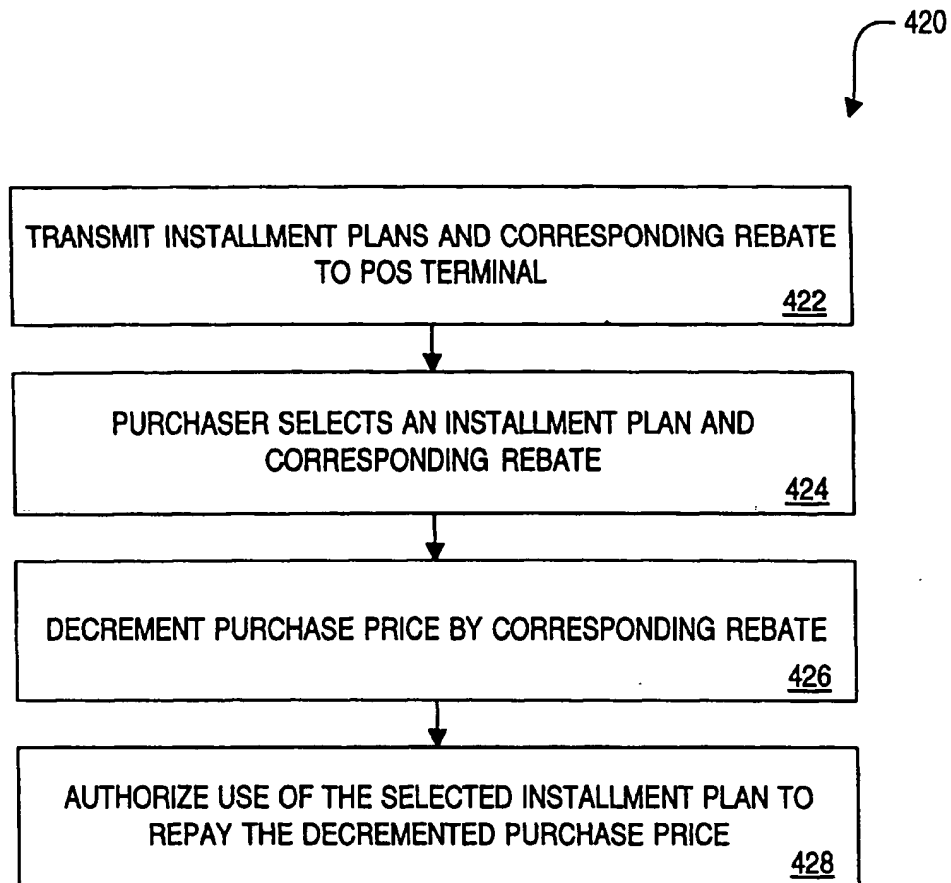 420
TRANSMIT INSTALLMENT PLANS AND CORRESPONDING REBATE
TO POS TERMINAL
422
PURCHASER SELECTS AN INSTALLMENT PLAN AND
CORRESPONDING REBATE
424
DECREMENT PURCHASE PRICE BY CORRESPONDING REBATE
426
AUTHORIZE USE OF THE SELECTED INSTALLMENT PLAN TO
REPAY THE DECREMENTED PURCHASE PRICE
428